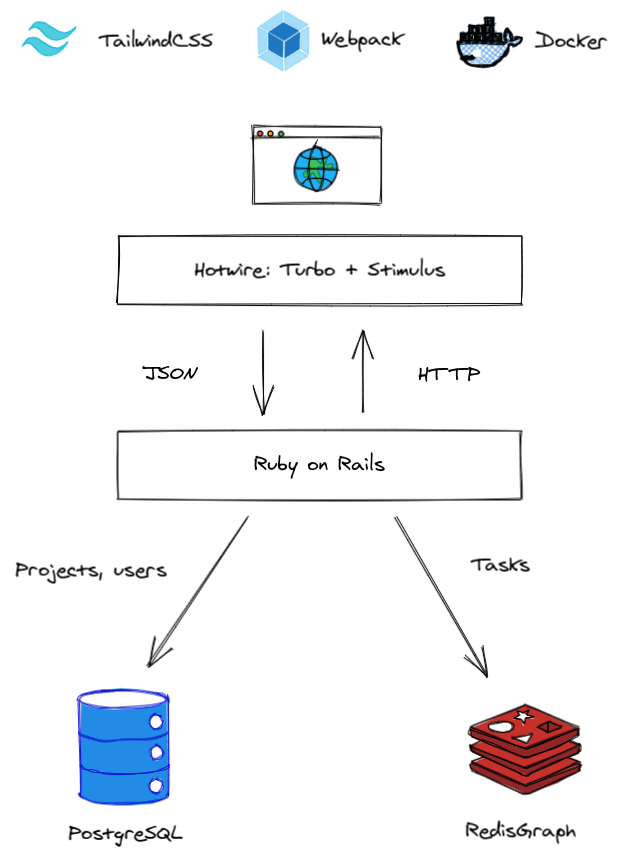 TailwindCSS
Webpack
Docker
Hotwire: Turbo + Stimulus
JSON
HTTP
Ruby on Rails
Projects, users
Tasks
PostgreSQL
RedisGraph